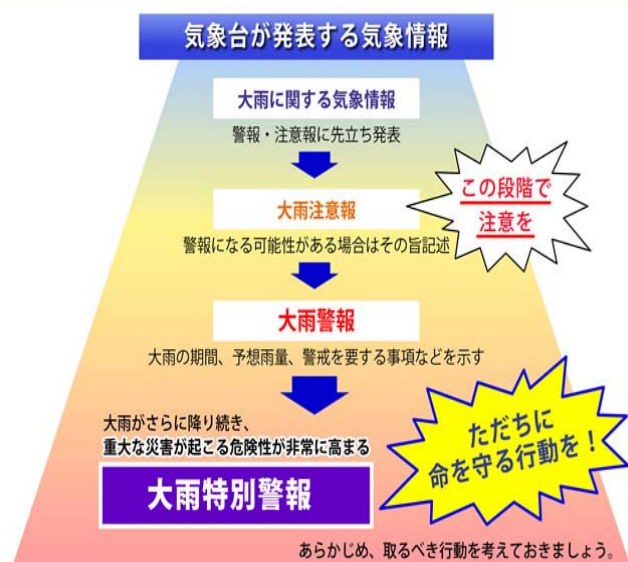 気象台が発表する気象情報
大雨に関する気象情報
警報・注意報に先立ち発表
大雨注意報
この段階で
注意を
警報になる可能性がある場合はその旨記述
大雨警報
大雨の期間、予想雨量、警戒を要する事項などを示す
大雨がさらに降り続き、
重大な災害が起こる危険性が非常に高まる
ただちに
命を守る行動を！
大雨特別警報
あらかじめ、取るべき行動を考えておきましょう。